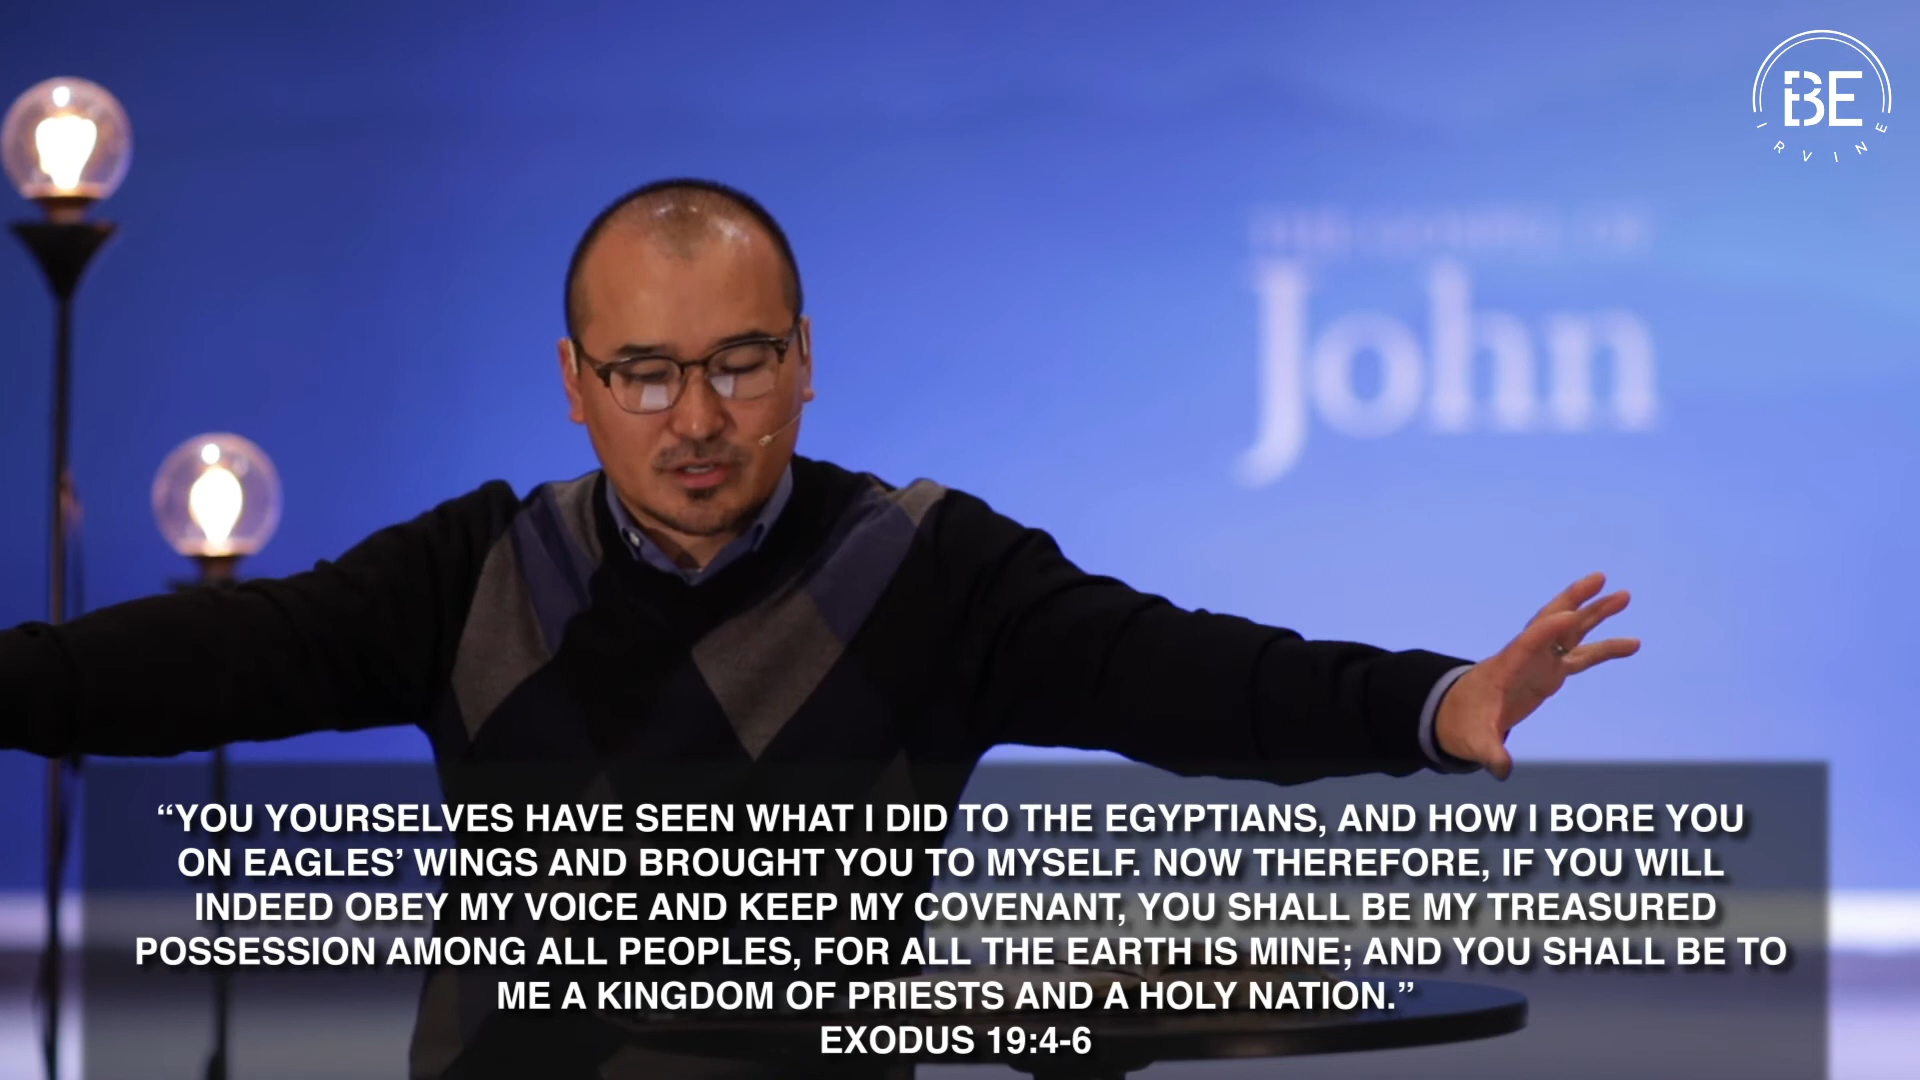 BE
IRVINE
THE GOSPEL OF
John
“YOU YOURSELVES HAVE SEEN WHAT I DID TO THE EGYPTIANS, AND HOW I BORE YOU
ON EAGLES’ WINGS AND BROUGHT YOU TO MYSELF. NOW THEREFORE, IF YOU WILL
INDEED OBEY MY VOICE AND KEEP MY COVENANT, YOU SHALL BE MY TREASURED
POSSESSION AMONG ALL PEOPLES, FOR ALL THE EARTH IS MINE; AND YOU SHALL BE TO
ME A KINGDOM OF PRIESTS AND A HOLY NATION.”
EXODUS 19:4-6